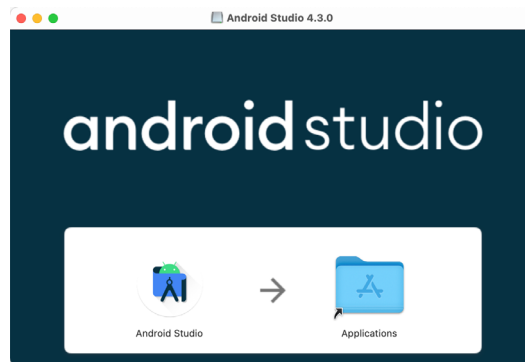 Android Studio 4.3.0
android studio
Android Studio
Applications